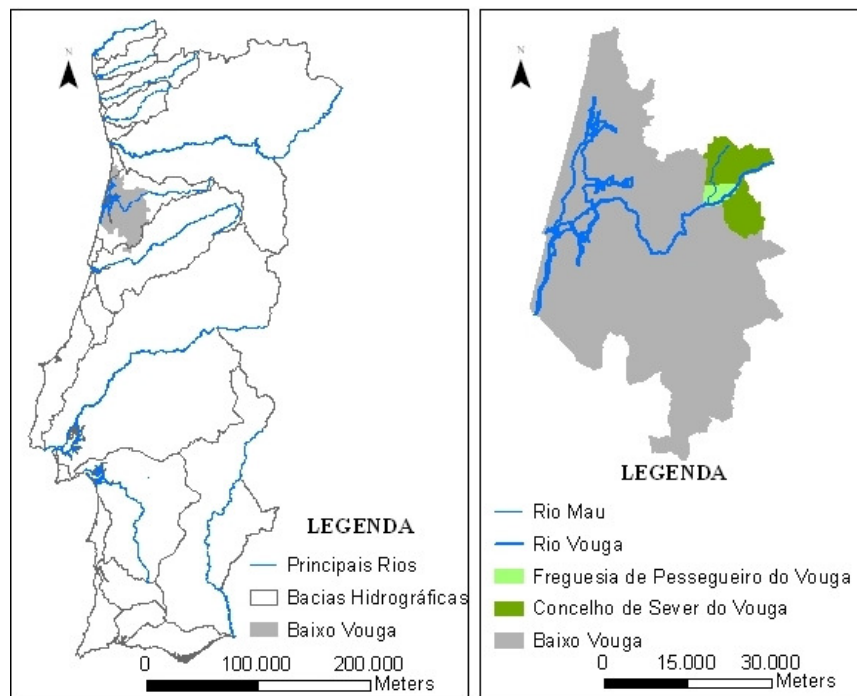 N
LEGENDA
Principais Rios
Bacias Hidrográficas
Baixo Vouga
0 100.000 200.000
Meters
N
LEGENDA
Rio Mau
Rio Vouga
Freguesia de Pessegueiro do Vouga
Concelho de Sever do Vouga
Baixo Vouga
0 15.000 30.000
Meters